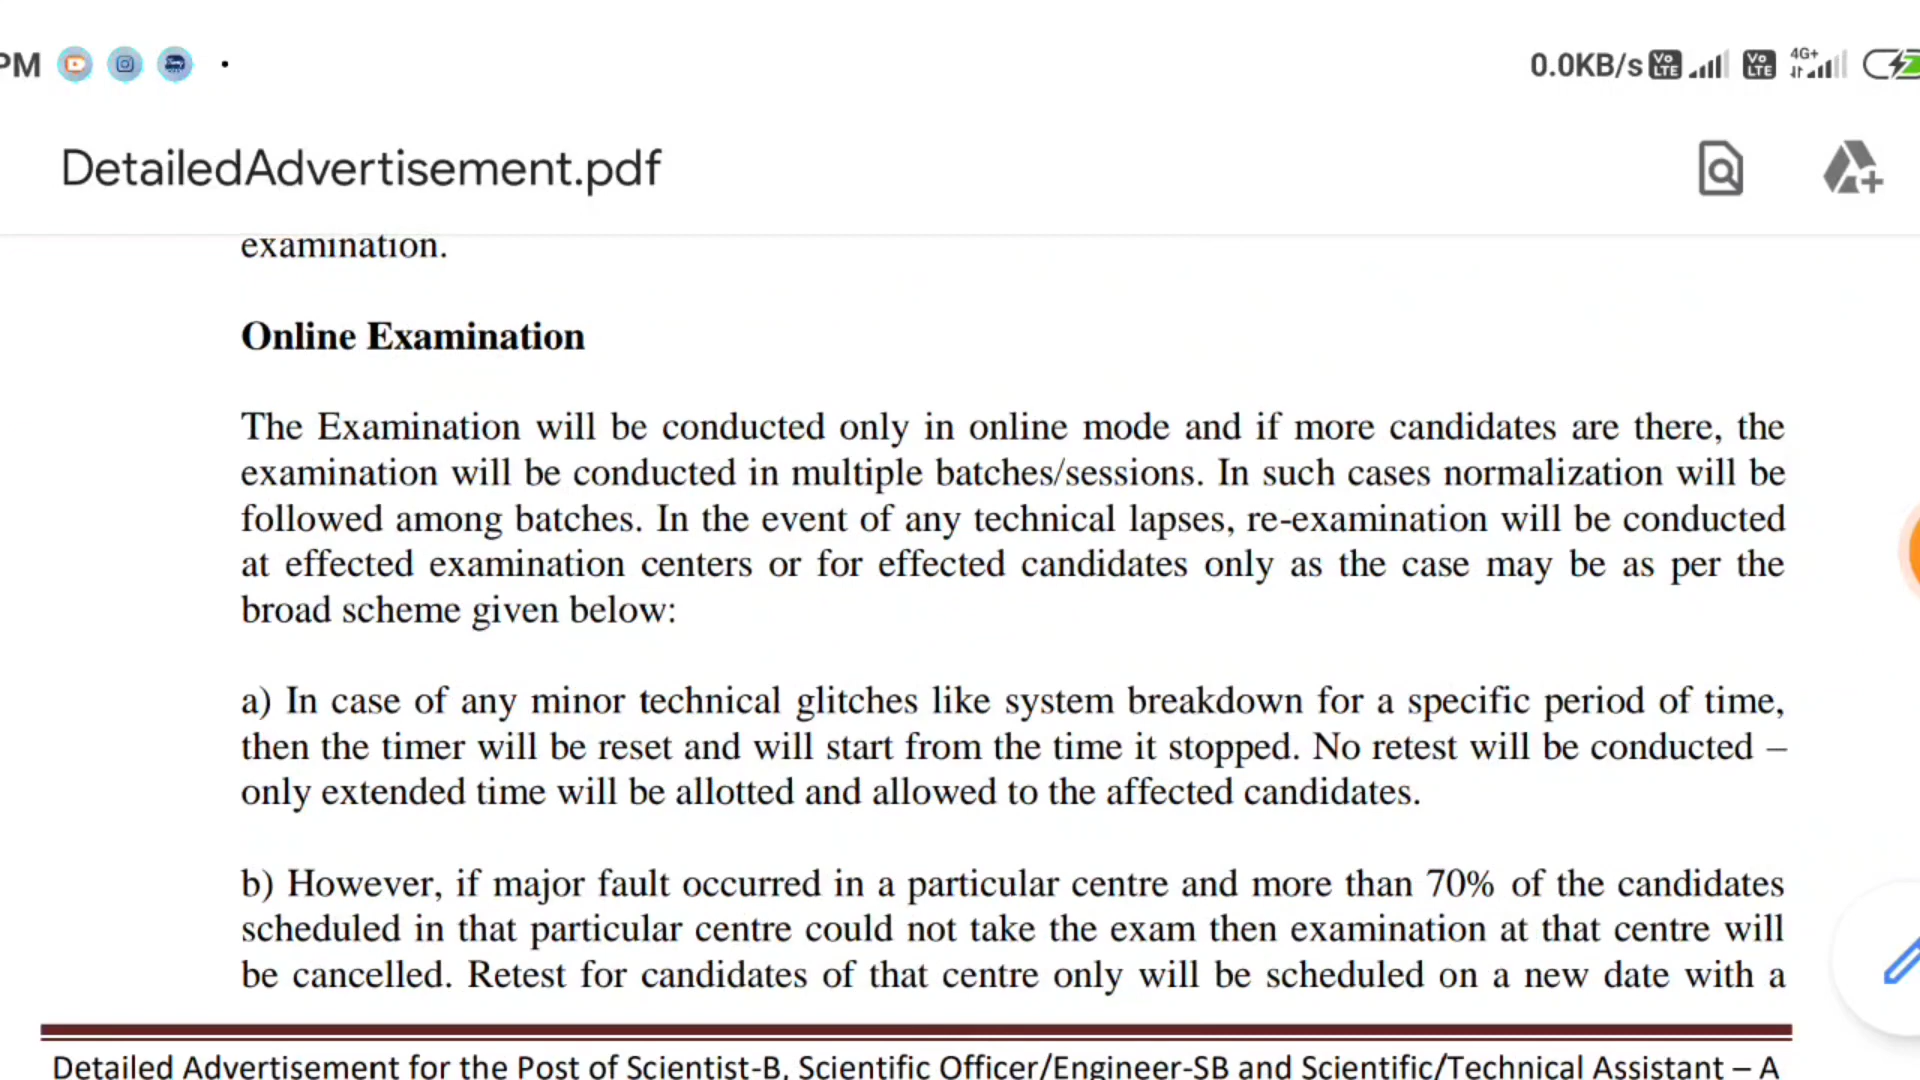 PM
0.0KB/s Vo LTE Vo LTE 4G+
DetailedAdvertisement.pdf
examination.
Online Examination
The Examination will be conducted only in online mode and if more candidates are there, the
examination will be conducted in multiple batches/sessions. In such cases normalization will be
followed among batches. In the event of any technical lapses, re-examination will be conducted
at effected examination centers or for effected candidates only as the case may be as per the
broad scheme given below:
a) In case of any minor technical glitches like system breakdown for a specific period of time,
then the timer will be reset and will start from the time it stopped. No retest will be conducted –
only extended time will be allotted and allowed to the affected candidates.
b) However, if major fault occurred in a particular centre and more than 70% of the candidates
scheduled in that particular centre could not take the exam then examination at that centre will
be cancelled. Retest for candidates of that centre only will be scheduled on a new date with a
Detailed Advertisement for the Post of Scientist-B, Scientific Officer/Engineer-SB and Scientific/Technical Assistant – A